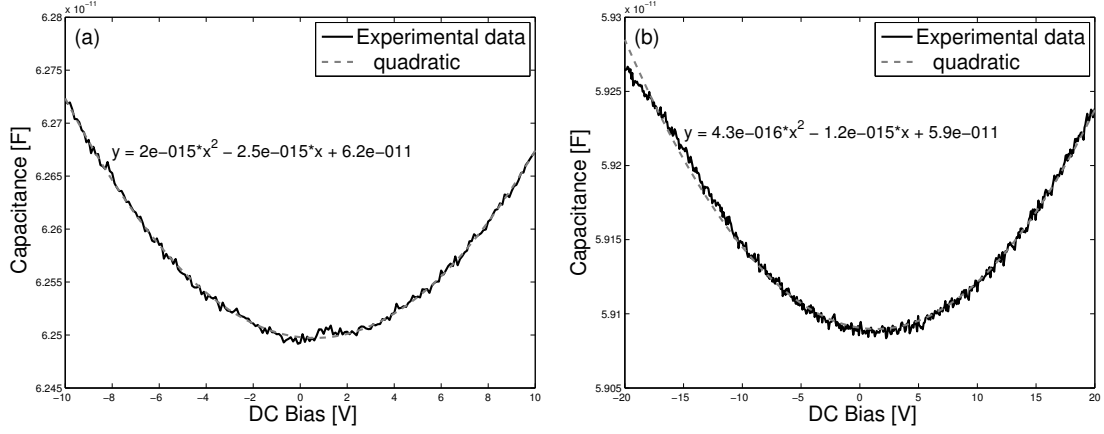 x 10⁻¹¹
6.28
6.275
6.27
6.265
6.26
6.255
6.25
6.245
−10
−8
−6
−4
−2
0
2
4
6
8
10
DC Bias [V]
Capacitance [F]
(a)
Experimental data
quadratic
y = 2e−015*x² − 2.5e−015*x + 6.2e−011
x 10⁻¹¹
5.93
5.925
5.92
5.915
5.91
5.905
−20
−15
−10
−5
0
5
10
15
20
DC Bias [V]
Capacitance [F]
(b)
Experimental data
quadratic
y = 4.3e−016*x² − 1.2e−015*x + 5.9e−011